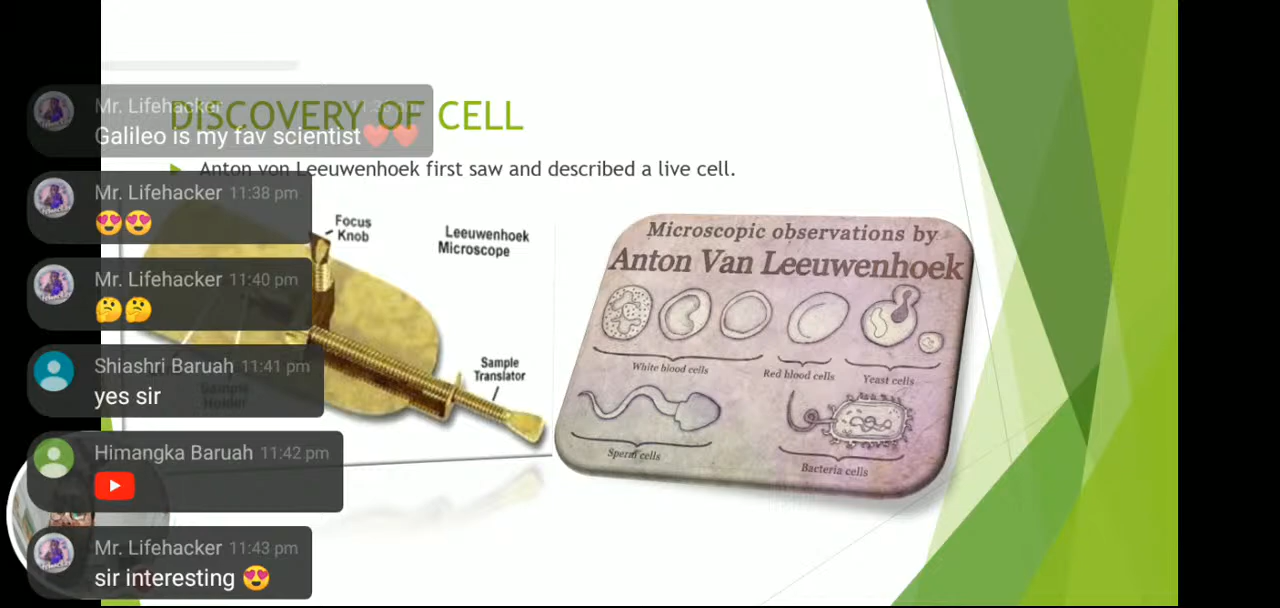 Mr. Lifehacker
Galileo is my fav scientist❤️❤️
DISCOVERY OF CELL
Anton von Leeuwenhoek first saw and described a live cell.
Mr. Lifehacker 11:38 pm
😍😍
Mr. Lifehacker 11:40 pm
🤔🤔
Shiashri Baruah 11:41 pm
yes sir
Himangka Baruah 11:42 pm
Mr. Lifehacker 11:43 pm
sir interesting 😍
Focus
Knob
Leeuwenhoek
Microscope
Sample
Translator
Sample
Holder
Microscopic observations by
Anton Van Leeuwenhoek
White blood cells
Red blood cells
Yeast cells
Sperm cells
Bacteria cells